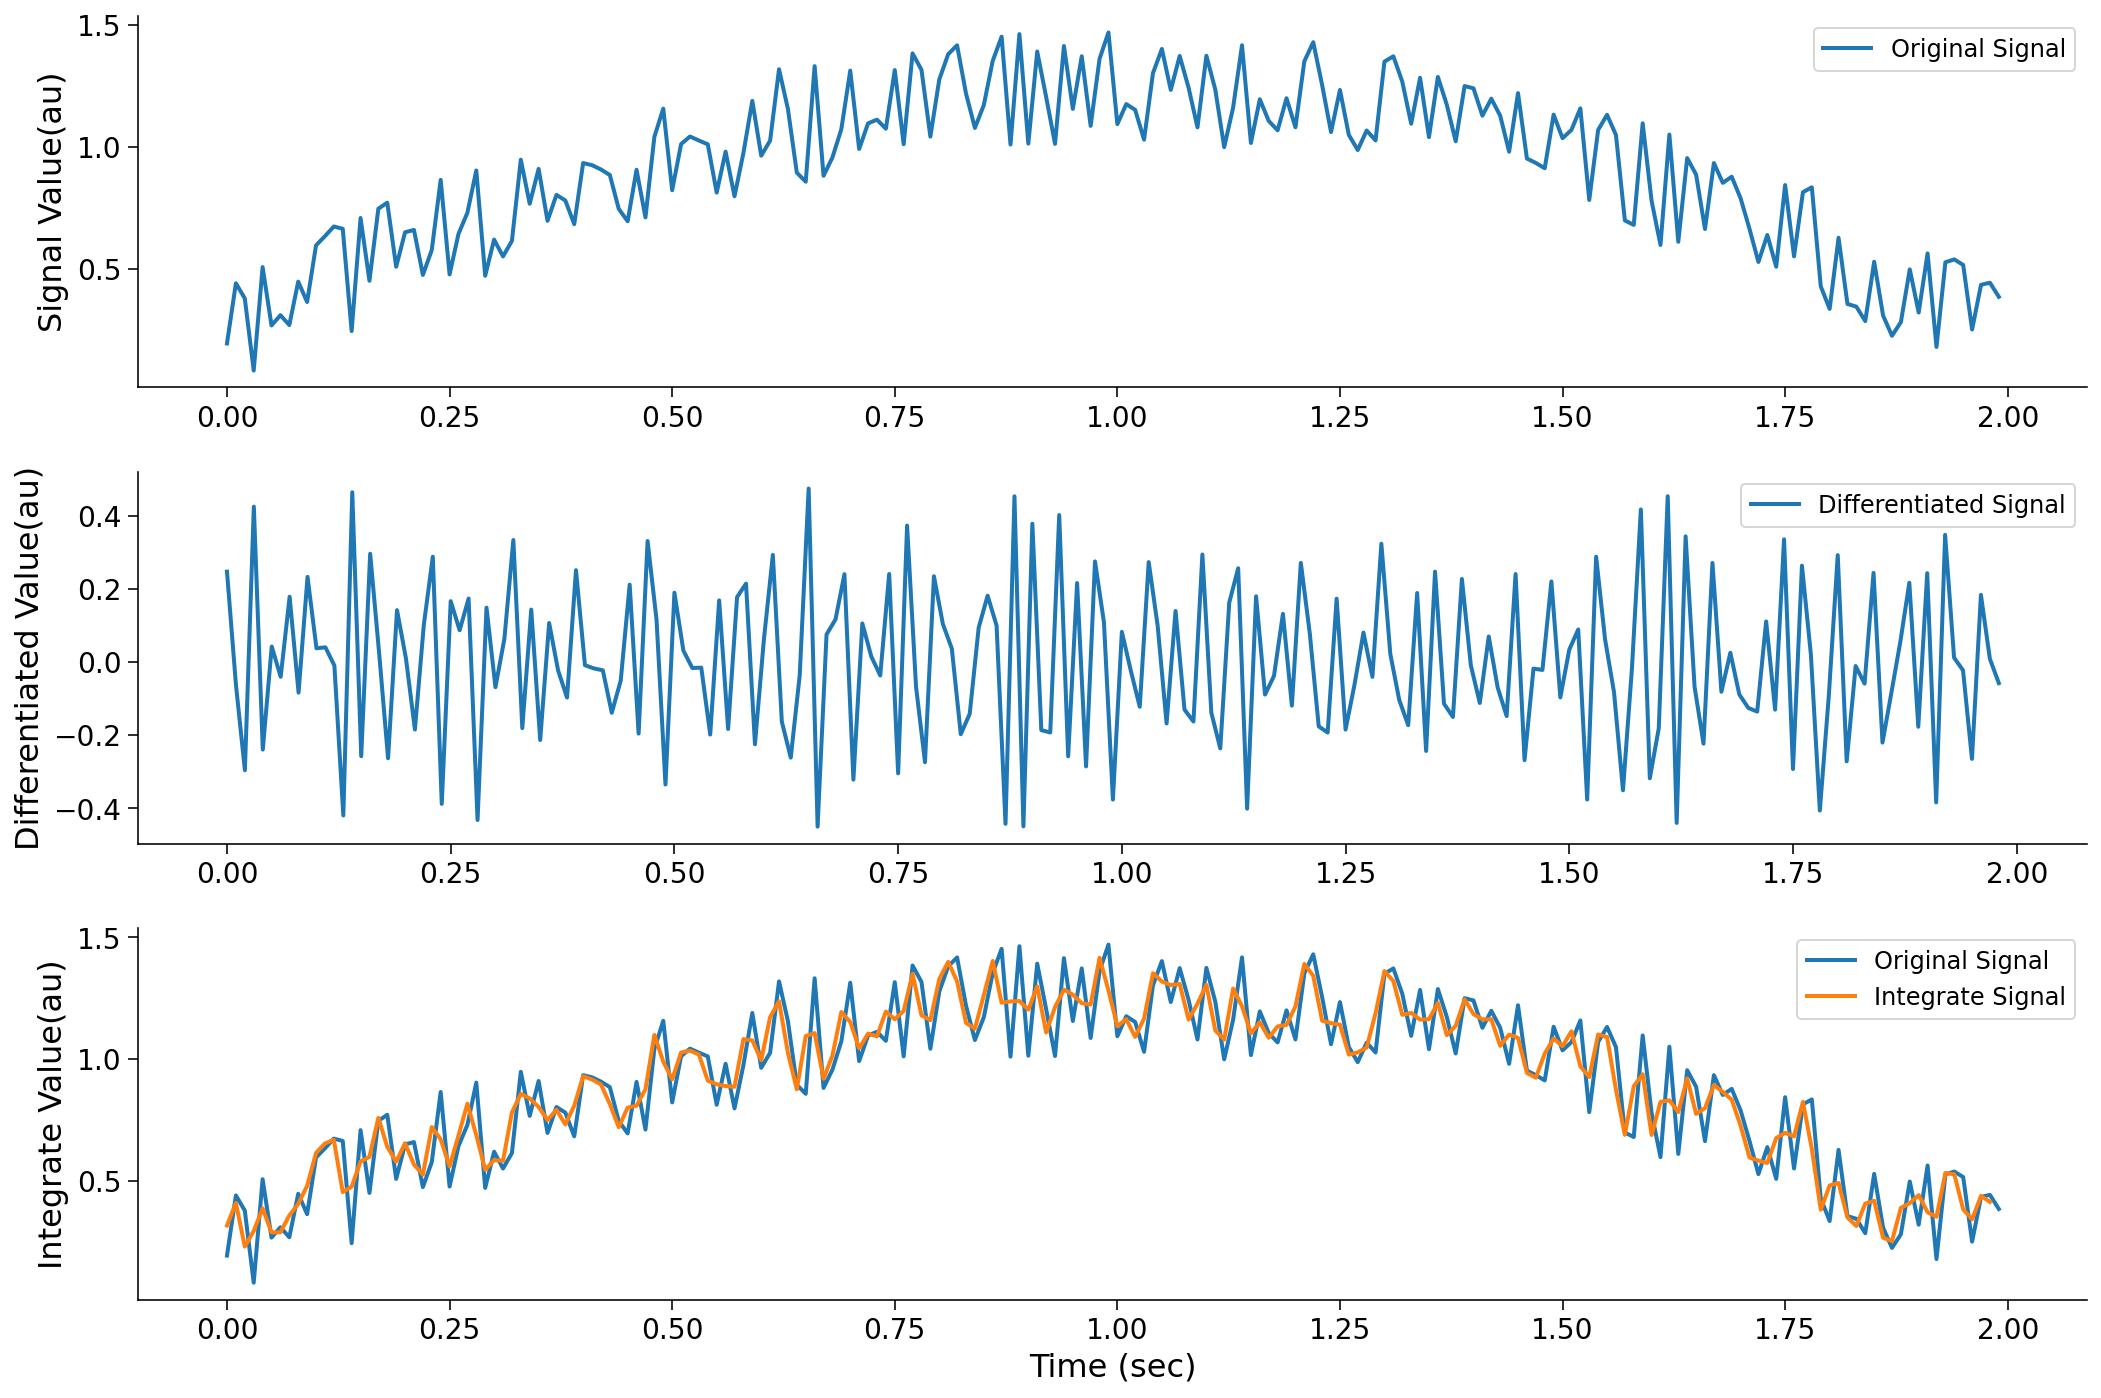 Signal Value(au)
1.5
1.0
0.5
Original Signal
0.00 0.25 0.50 0.75 1.00 1.25 1.50 1.75 2.00
Differentiated Value(au)
0.4
0.2
0.0
−0.2
−0.4
Differentiated Signal
0.00 0.25 0.50 0.75 1.00 1.25 1.50 1.75 2.00
Integrate Value(au)
1.5
1.0
0.5
Original Signal
Integrate Signal
0.00 0.25 0.50 0.75 1.00 1.25 1.50 1.75 2.00
Time (sec)